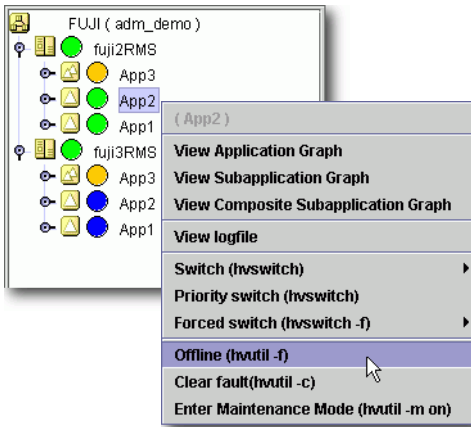 FUJI ( adm_demo )
fuji2RMS
App3
App2
App1
fuji3RMS
App3
App2
App1
( App2 )
View Application Graph
View Subapplication Graph
View Composite Subapplication Graph
View logfile
Switch (hvswitch)
Priority switch (hvswitch)
Forced switch (hvswitch -f)
Offline (hvutil -f)
Clear fault(hvutil -c)
Enter Maintenance Mode (hvutil -m on)